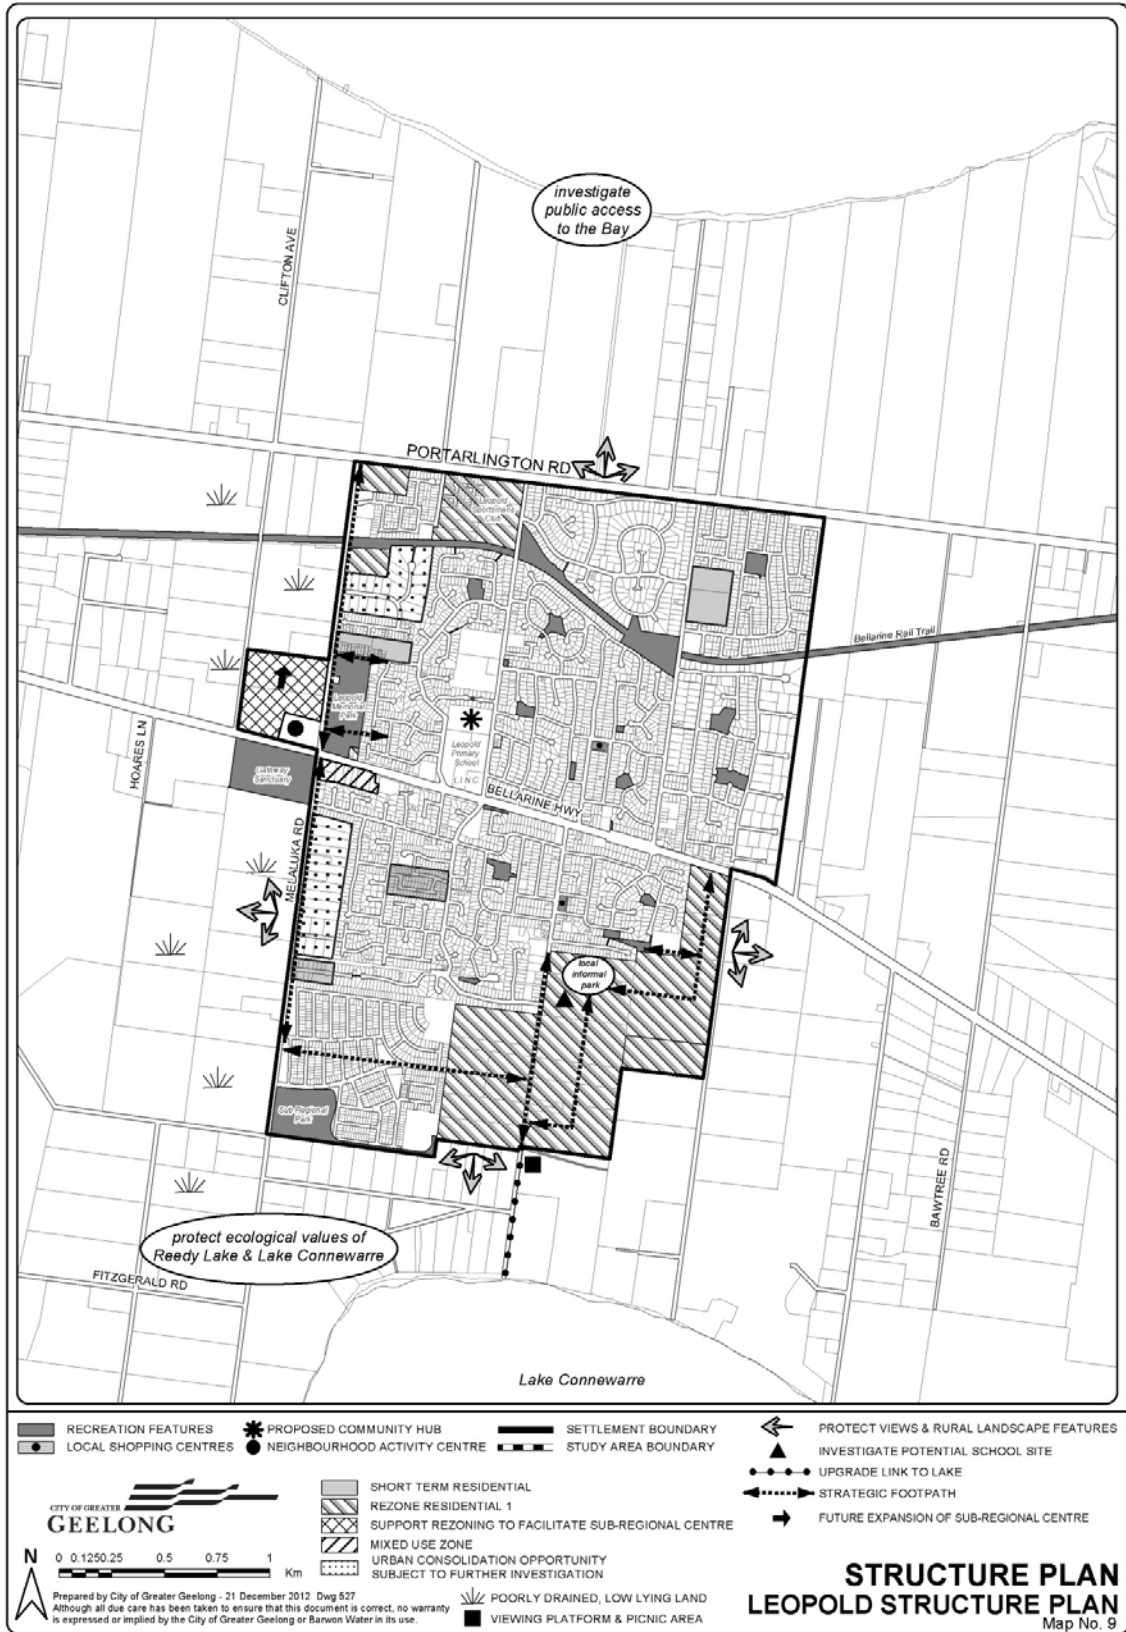 investigate
public access
to the Bay
CLIFTON AVE
PORTARLINGTON RD
Leopold
Sportsmans
Club
Bellarine Rail Trail
Leopold
Memorial
Park
HOARES LN
Leopold
Primary
School
L.I.N.C
Gateway
Sanctuary
BELLARINE HWY
MELALUKA RD
local
informal
park
Sub Regional
Park
BAWTREE RD
protect ecological values of
Reedy Lake & Lake Connewarre
FITZGERALD RD
Lake Connewarre
RECREATION FEATURES
LOCAL SHOPPING CENTRES
PROPOSED COMMUNITY HUB
NEIGHBOURHOOD ACTIVITY CENTRE
SETTLEMENT BOUNDARY
STUDY AREA BOUNDARY
PROTECT VIEWS & RURAL LANDSCAPE FEATURES
INVESTIGATE POTENTIAL SCHOOL SITE
UPGRADE LINK TO LAKE
STRATEGIC FOOTPATH
FUTURE EXPANSION OF SUB-REGIONAL CENTRE
CITY OF GREATER
GEELONG
SHORT TERM RESIDENTIAL
REZONE RESIDENTIAL 1
SUPPORT REZONING TO FACILITATE SUB-REGIONAL CENTRE
MIXED USE ZONE
URBAN CONSOLIDATION OPPORTUNITY
SUBJECT TO FURTHER INVESTIGATION
POORLY DRAINED, LOW LYING LAND
VIEWING PLATFORM & PICNIC AREA
N
0 0.1250.25 0.5 0.75 1
Km
Prepared by City of Greater Geelong - 21 December 2012 Dwg 527
Although all due care has been taken to ensure that this document is correct, no warranty
is expressed or implied by the City of Greater Geelong or Barwon Water in its use.
STRUCTURE PLAN
LEOPOLD STRUCTURE PLAN
Map No. 9